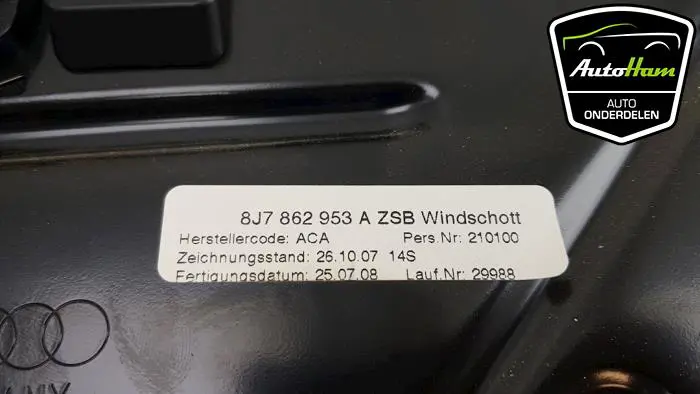 AutoHam
AUTO
ONDERDELEN
8J7 862 953 A ZSB Windschott
Herstellercode: ACA Pers.Nr: 210100
Zeichnungsstand: 26.10.07 14S
Fertigungsdatum: 25.07.08 Lauf.Nr: 29988